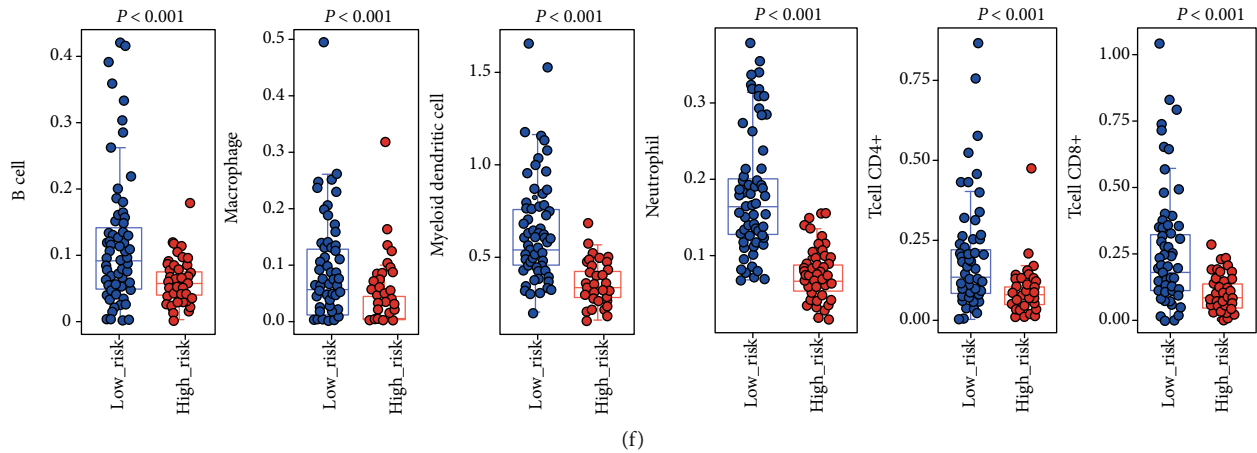 P < 0.001
P < 0.001
P < 0.001
P < 0.001
P < 0.001
P < 0.001
B cell
0.4
0.3
0.2
0.1
0
Low_risk
High_risk
Macrophage
0.5
0.4
0.3
0.2
0.1
0.0
Low_risk
High_risk
Myeloid dendritic cell
1.5
1.0
0.5
Low_risk
High_risk
Neutrophil
0.3
0.2
0.1
Low_risk
High_risk
Tcell CD4+
0.75
0.50
0.25
0.00
Low_risk
High_risk
Tcell CD8+
1.00
0.75
0.50
0.25
0.00
Low_risk
High_risk
(f)